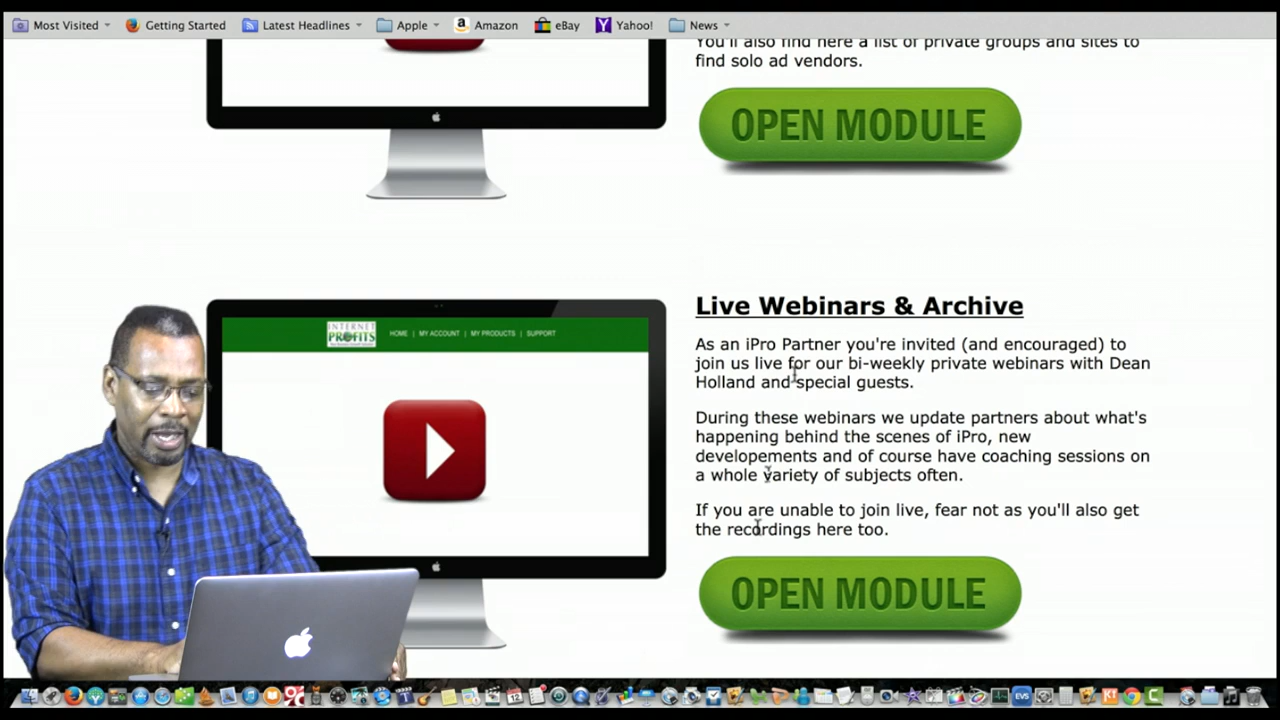 Most Visited
Getting Started
Latest Headlines
Apple
Amazon
eBay
Yahoo!
News
You'll also find here a list of private groups and sites to
find solo ad vendors.
OPEN MODULE
INTERNET
PROFITS
HOME | MY ACCOUNT | MY PRODUCTS | SUPPORT
Live Webinars & Archive
As an iPro Partner you're invited (and encouraged) to
join us live for our bi-weekly private webinars with Dean
Holland and special guests.
During these webinars we update partners about what's
happening behind the scenes of iPro, new
developements and of course have coaching sessions on
a whole variety of subjects often.
If you are unable to join live, fear not as you'll also get
the recordings here too.
OPEN MODULE